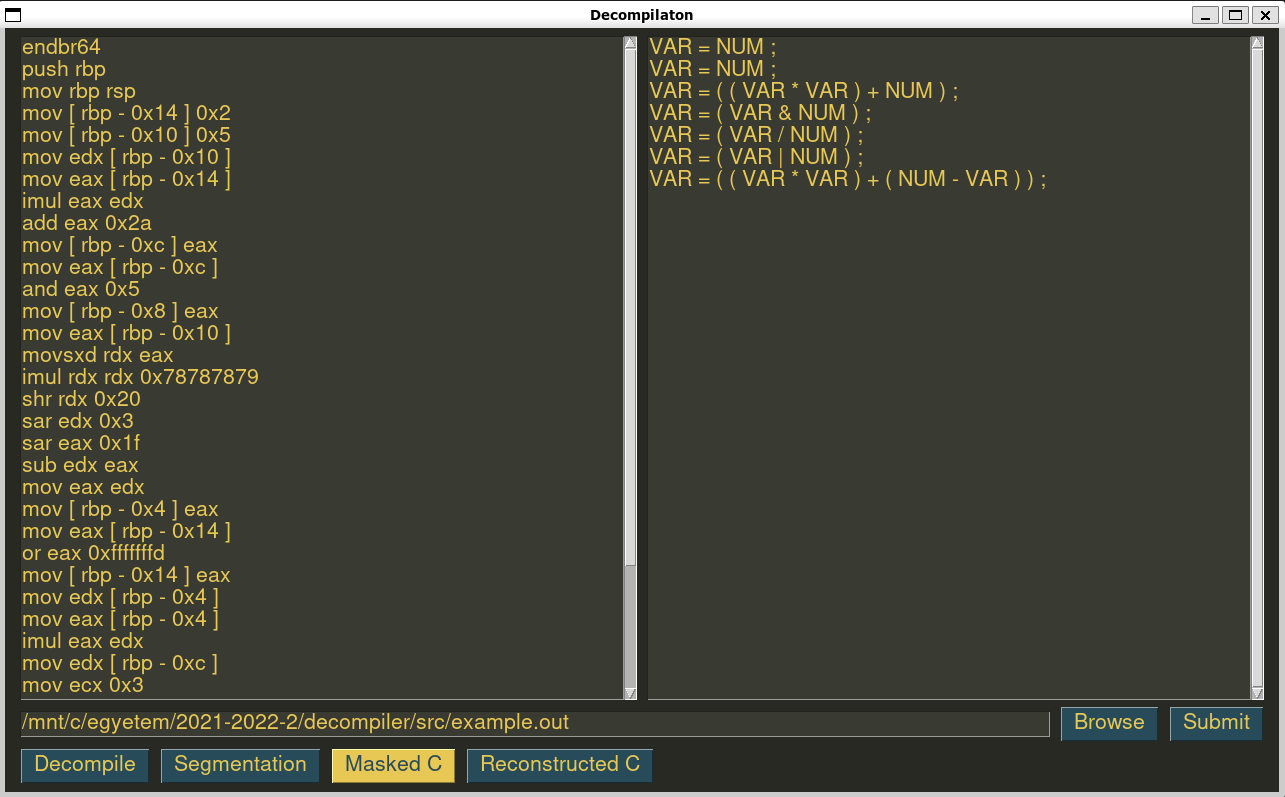 Decompilaton
endbr64
push rbp
mov rbp rsp
mov [ rbp - 0x14 ] 0x2
mov [ rbp - 0x10 ] 0x5
mov edx [ rbp - 0x10 ]
mov eax [ rbp - 0x14 ]
imul eax edx
add eax 0x2a
mov [ rbp - 0xc ] eax
mov eax [ rbp - 0xc ]
and eax 0x5
mov [ rbp - 0x8 ] eax
mov eax [ rbp - 0x10 ]
movsxd rdx eax
imul rdx rdx 0x78787879
shr rdx 0x20
sar edx 0x3
sar eax 0x1f
sub edx eax
mov eax edx
mov [ rbp - 0x4 ] eax
mov eax [ rbp - 0x14 ]
or eax 0xfffffffd
mov [ rbp - 0x14 ] eax
mov edx [ rbp - 0x4 ]
mov eax [ rbp - 0x4 ]
imul eax edx
mov edx [ rbp - 0xc ]
mov ecx 0x3
VAR = NUM ;
VAR = NUM ;
VAR = ( ( VAR * VAR ) + NUM ) ;
VAR = ( VAR & NUM ) ;
VAR = ( VAR / NUM ) ;
VAR = ( VAR | NUM ) ;
VAR = ( ( VAR * VAR ) + ( NUM - VAR ) ) ;
/mnt/c/egyetem/2021-2022-2/decompiler/src/example.out
Browse
Submit
Decompile
Segmentation
Masked C
Reconstructed C